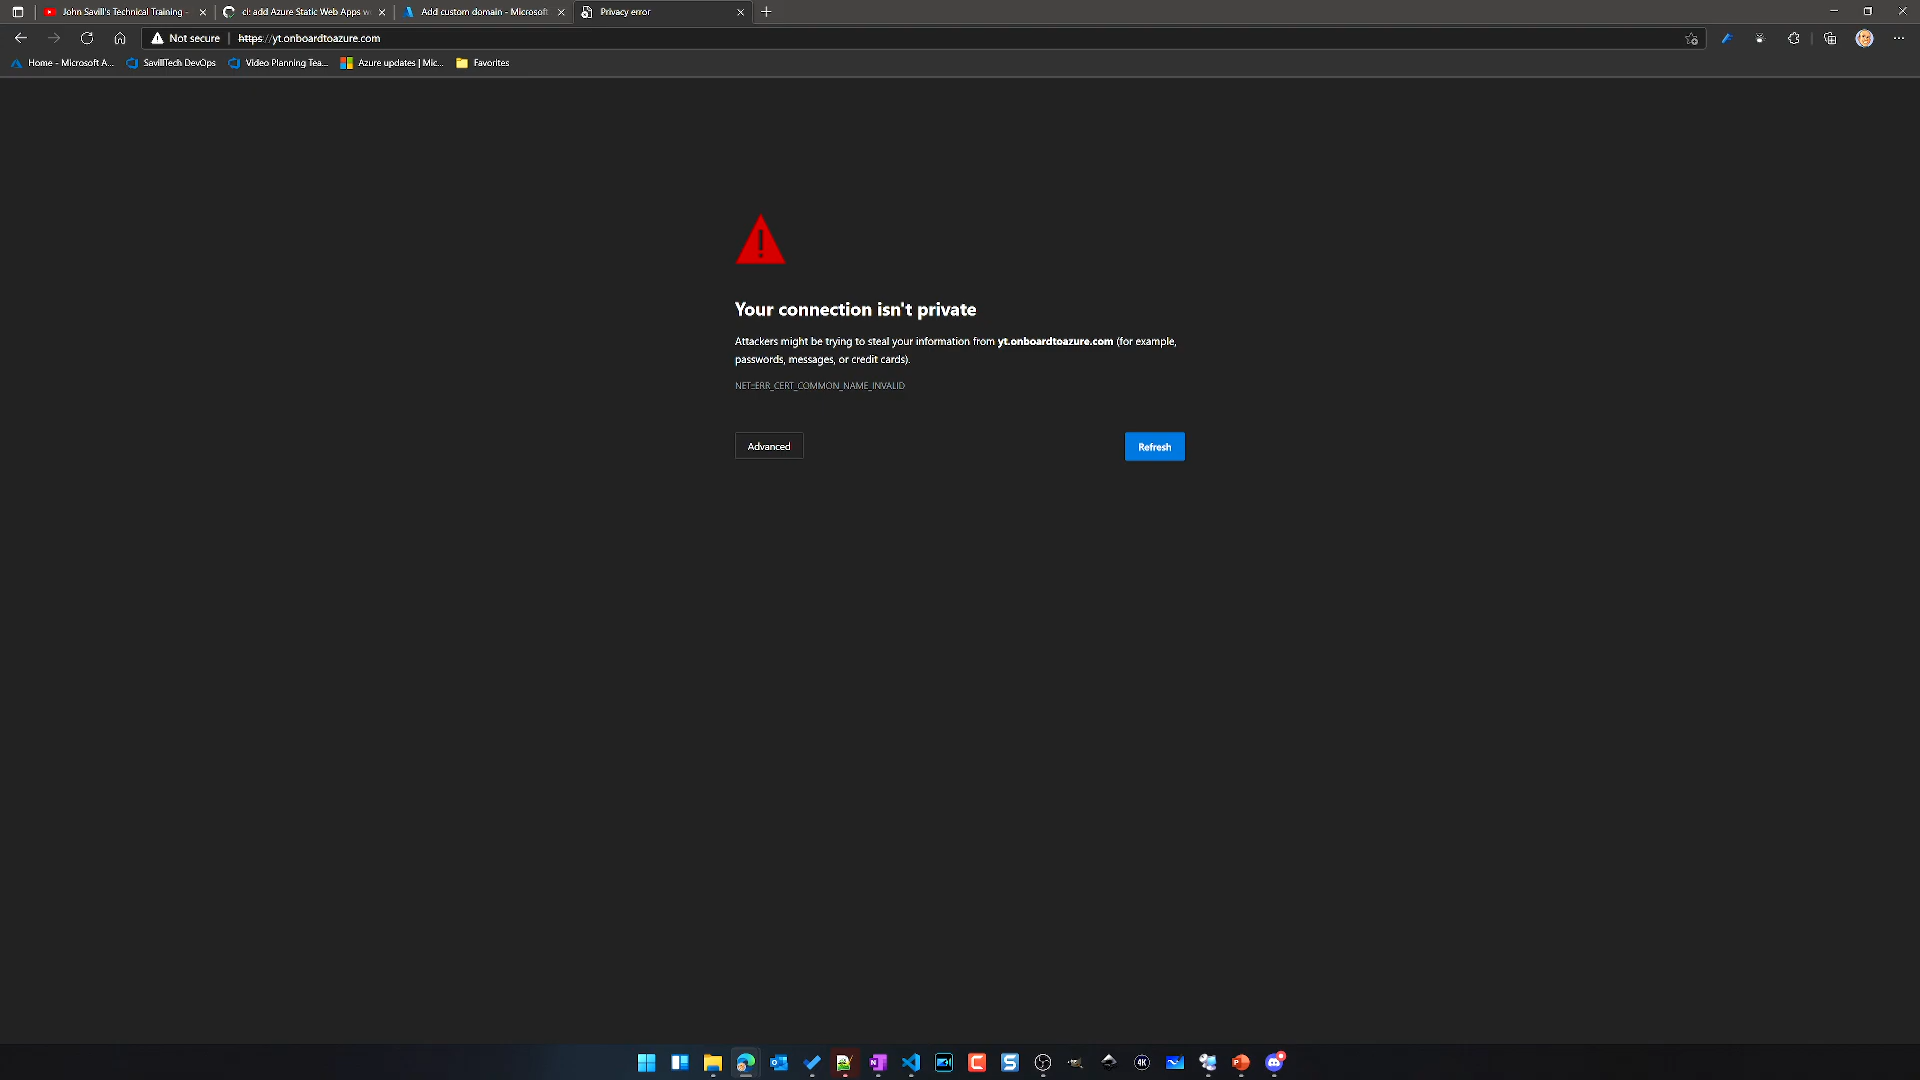 John Savill's Technical Training -
ci: add Azure Static Web Apps w
Add custom domain - Microsoft
Privacy error
Not secure
https://yt.onboardtoazure.com
Home - Microsoft A...
SavillTech DevOps
Video Planning Tea...
Azure updates | Mic...
Favorites
Your connection isn't private
Attackers might be trying to steal your information from yt.onboardtoazure.com (for example,
passwords, messages, or credit cards).
NET::ERR_CERT_COMMON_NAME_INVALID
Advanced
Refresh